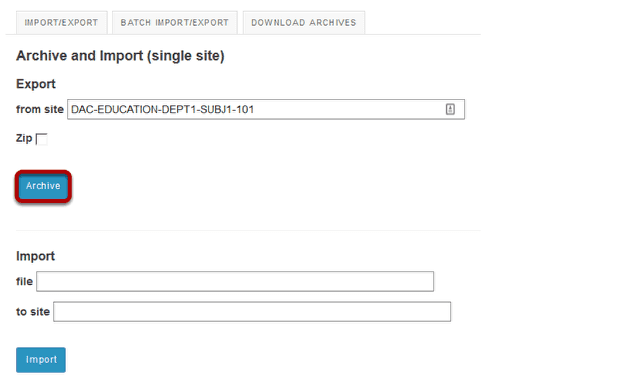 IMPORT/EXPORT BATCH IMPORT/EXPORT DOWNLOAD ARCHIVES
Archive and Import (single site)
Export
from site DAC-EDUCATION-DEPT1-SUBJ1-101
Zip
Archive
Import
file
to site
Import